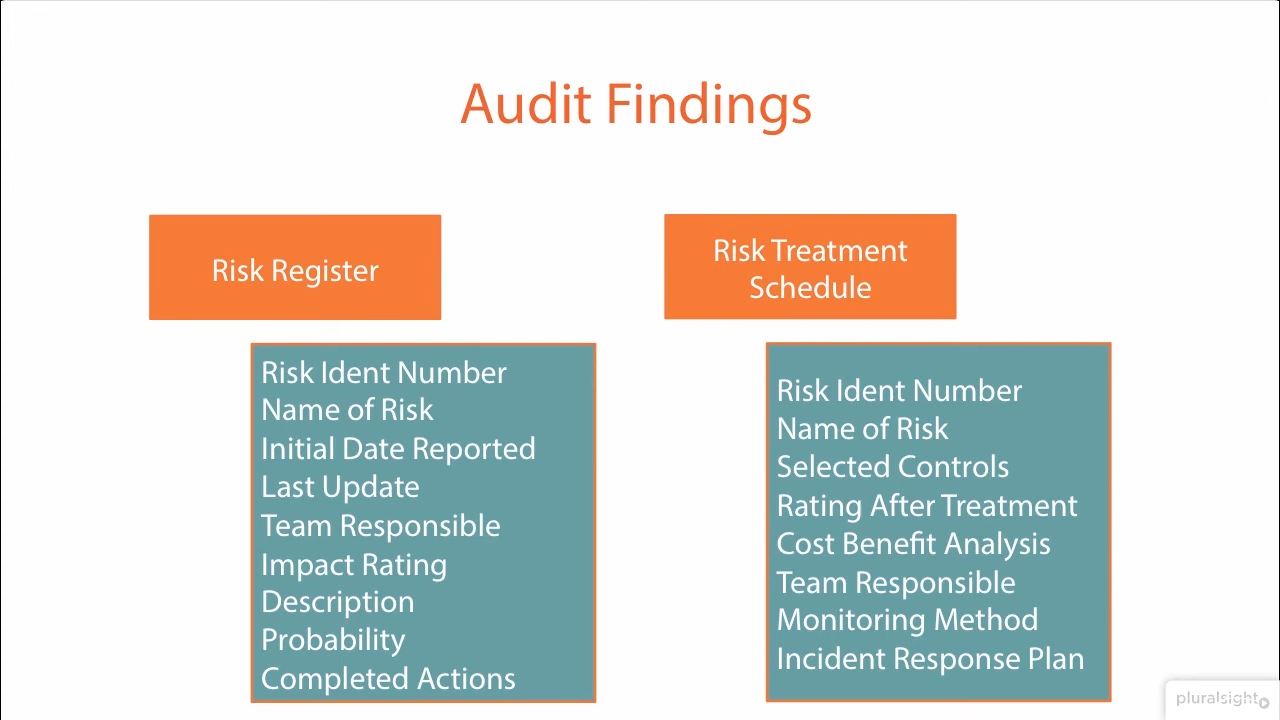 Audit Findings
Risk Register
Risk Ident Number
Name of Risk
Initial Date Reported
Last Update
Team Responsible
Impact Rating
Description
Probability
Completed Actions
Risk Treatment
Schedule
Risk Ident Number
Name of Risk
Selected Controls
Rating After Treatment
Cost Benefit Analysis
Team Responsible
Monitoring Method
Incident Response Plan
pluralsight